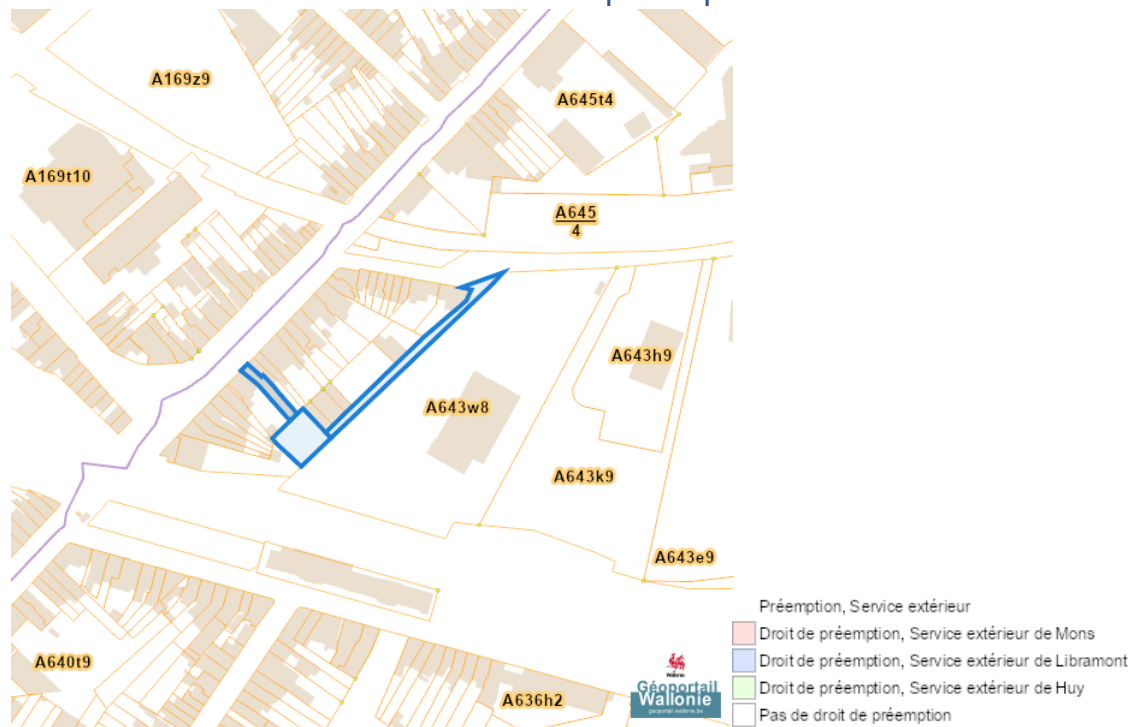 A169z9
A645t4
A169t10
A645
4
A643h9
A643w8
A643k9
A643e9
A640t9
A636h2
Wallonie
Géoportail
Wallonie
geoportail.wallonie.be
Préemption, Service extérieur
Droit de préemption, Service extérieur de Mons
Droit de préemption, Service extérieur de Libramont
Droit de préemption, Service extérieur de Huy
Pas de droit de préemption